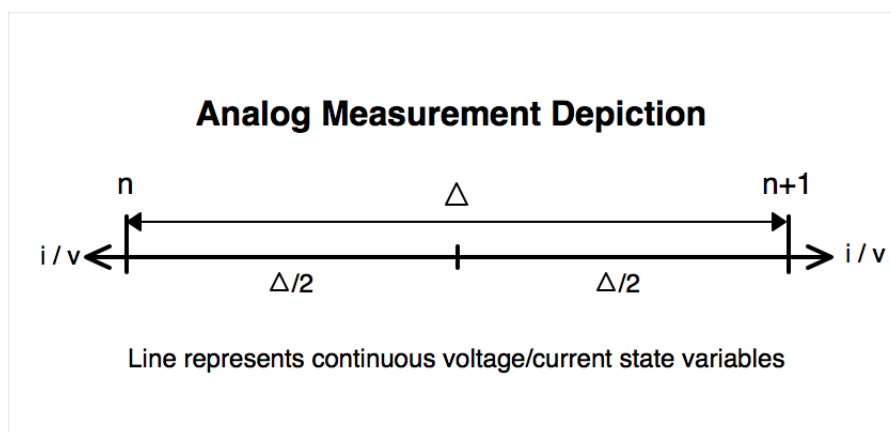 Analog Measurement Depiction
n △ n+1
i / v i / v
△/2 △/2
Line represents continuous voltage/current state variables